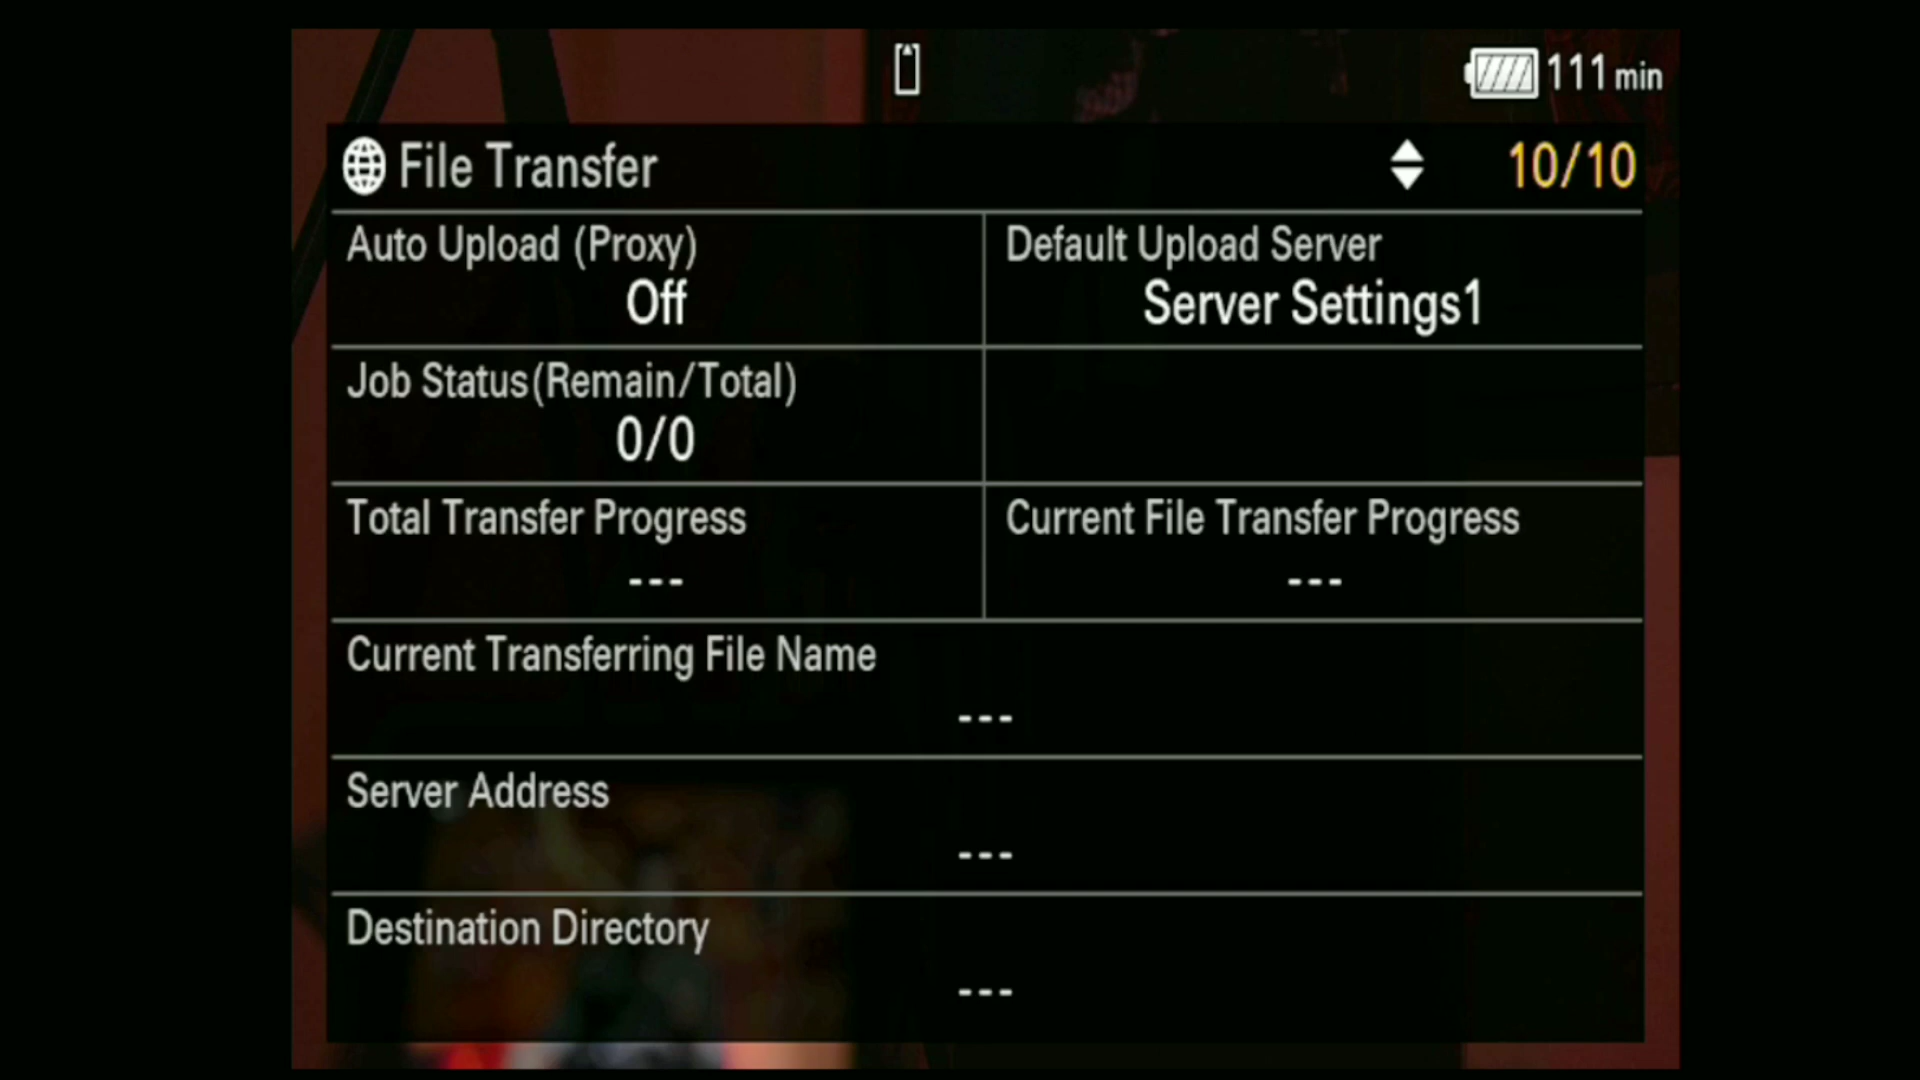 111 min
File Transfer 10/10
Auto Upload (Proxy)
Off
Default Upload Server
Server Settings1
Job Status(Remain/Total)
0/0
Total Transfer Progress
---
Current File Transfer Progress
---
Current Transferring File Name
---
Server Address
---
Destination Directory
---